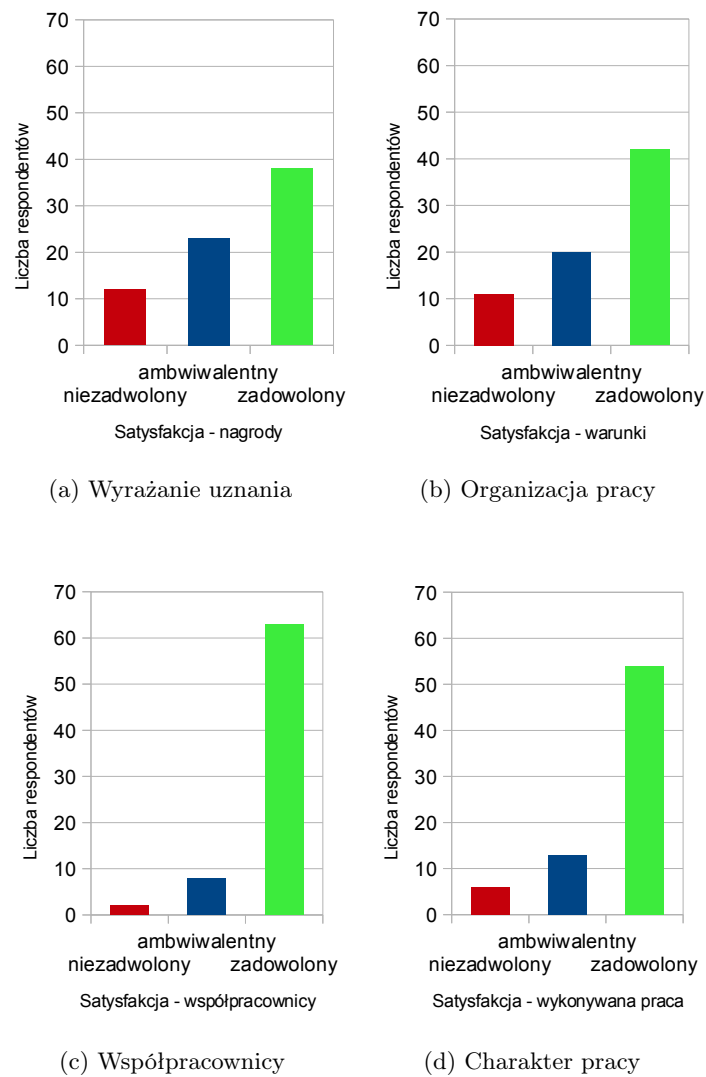 70
60
50
40
30
20
10
0
Liczba respondentów
ambwiwalentny
niezadwolony zadowolony
Satysfakcja - nagrody
(a) Wyrażanie uznania
70
60
50
40
30
20
10
0
Liczba respondentów
ambwiwalentny
niezadwolony zadowolony
Satysfakcja - warunki
(b) Organizacja pracy
70
60
50
40
30
20
10
0
Liczba respondentów
ambwiwalentny
niezadwolony zadowolony
Satysfakcja - współpracownicy
(c) Współpracownicy
70
60
50
40
30
20
10
0
Liczba respondentów
ambwiwalentny
niezadwolony zadowolony
Satysfakcja - wykonywana praca
(d) Charakter pracy